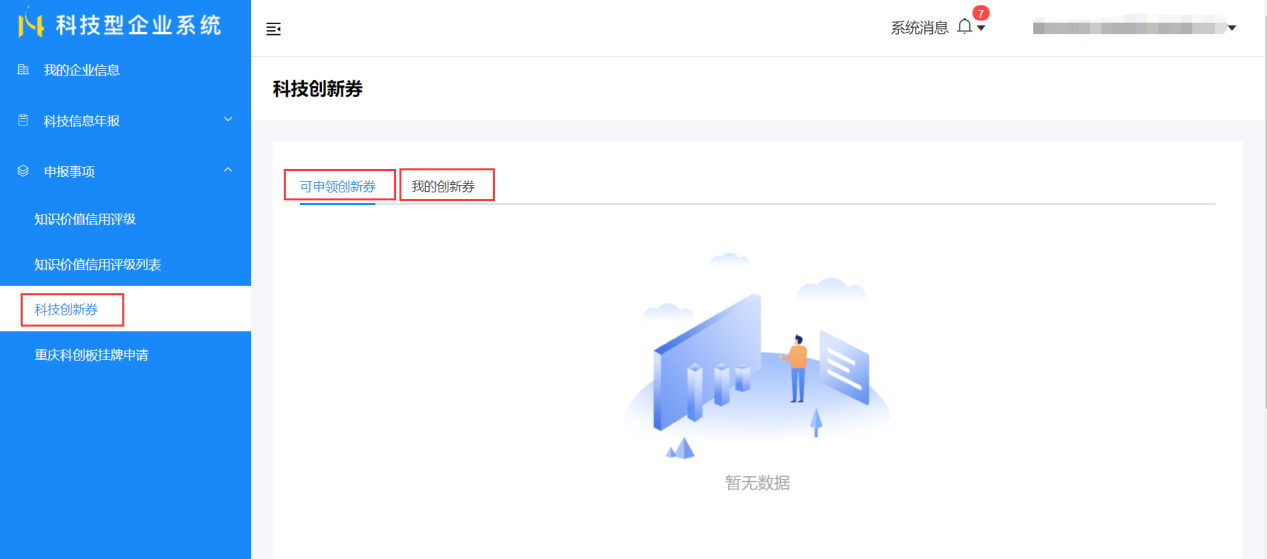 科技型企业系统
系统消息
7
我的企业信息
科技创新券
科技信息年报
申报事项
可申领创新券
我的创新券
知识价值信用评级
知识价值信用评级列表
科技创新券
重庆科创板挂牌申请
暂无数据